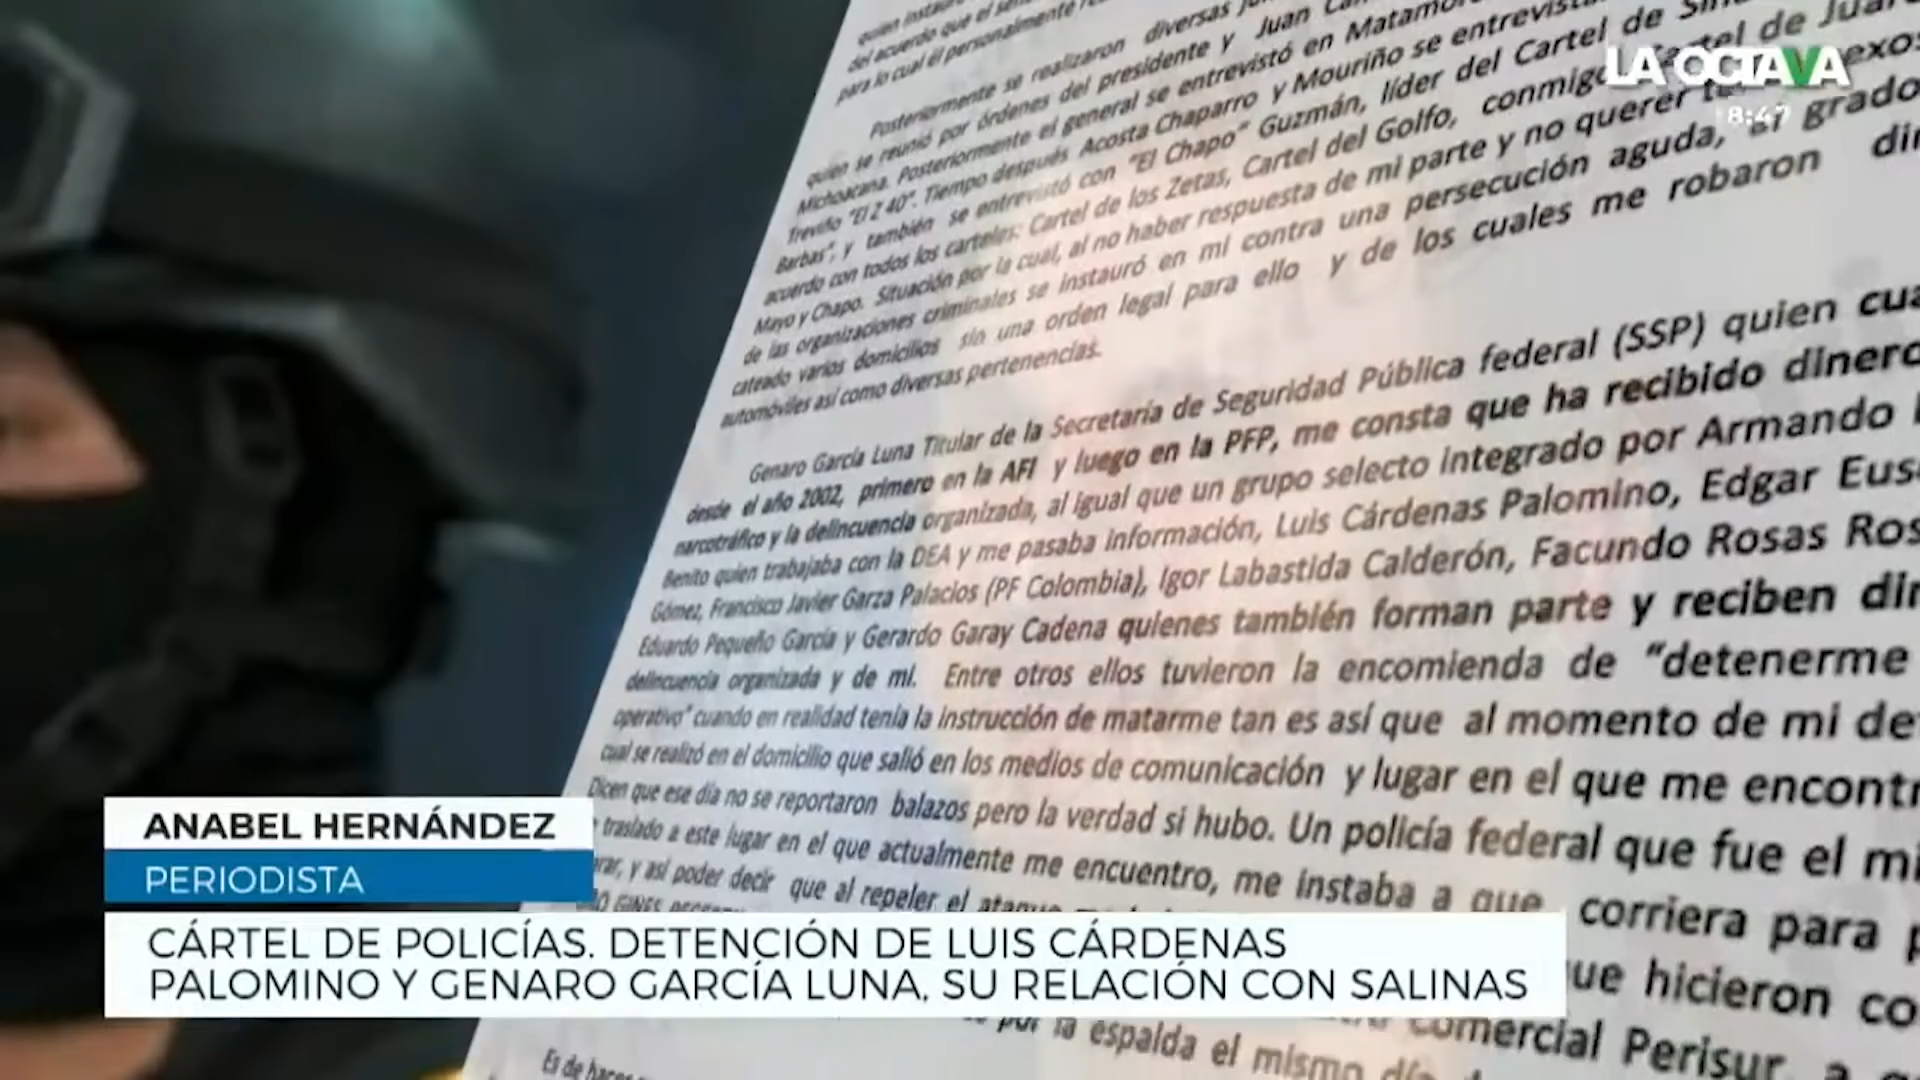 LA OCTAVA
quien
del acuerdo que el
para lo cual él personalmente
Posteriormente se realizaron diversas
quien se reunió por órdenes del presidente y Juan
Michoacana. Posteriormente el general se entrevistó en
Treviño "El Z 40". Tiempo después Acosta Chaparro y Mouriño se
Barbas", y también se entrevistó con "El Chapo" Guzmán, líder del Cartel de
acuerdo con todos los carteles: Cartel de los Zetas, Cartel del Golfo,
Mayo y Chapo. Situación por la cual, al no haber respuesta de mi parte y no querer
de las organizaciones criminales se instauró en mi contra una persecución aguda, al grado
cateado varios domicilios sin una orden legal para ello y de los cuales me robaron
automóviles así como diversas pertenencias.
Genaro García Luna Titular de la Secretaría de Seguridad Pública federal (SSP) quien
desde el año 2002, primero en la AFI y luego en la PFP, me consta que ha recibido dinero
narcotráfico y la delincuencia organizada, al igual que un grupo selecto integrado por Armando
Benito quien trabajaba con la DEA y me pasaba información, Luis Cárdenas Palomino, Edgar
Gómez, Francisco Javier Garza Palacios (PF Colombia), Igor Labastida Calderón, Facundo Rosas
Eduardo Pequeño García y Gerardo Garay Cadena quienes también forman parte y reciben
delincuencia organizada y de mí. Entre otros ellos tuvieron la encomienda de "detenerme
operativo" cuando en realidad tenía la instrucción de matarme tan es así que al momento de mi
cual se realizó en el domicilio que salió en los medios de comunicación y lugar en el que me
Dicen que ese día no se reportaron balazos pero la verdad si hubo. Un policía federal que fue el
traslado a este lugar en el que actualmente me encuentro, me instaba a que corriera para
y así poder decir que al repeler el
hicieron
comercial Perisur,
la espalda el mismo día
Es de
ANABEL HERNÁNDEZ
PERIODISTA
CÁRTEL DE POLICÍAS. DETENCIÓN DE LUIS CÁRDENAS
PALOMINO Y GENARO GARCÍA LUNA, SU RELACIÓN CON SALINAS